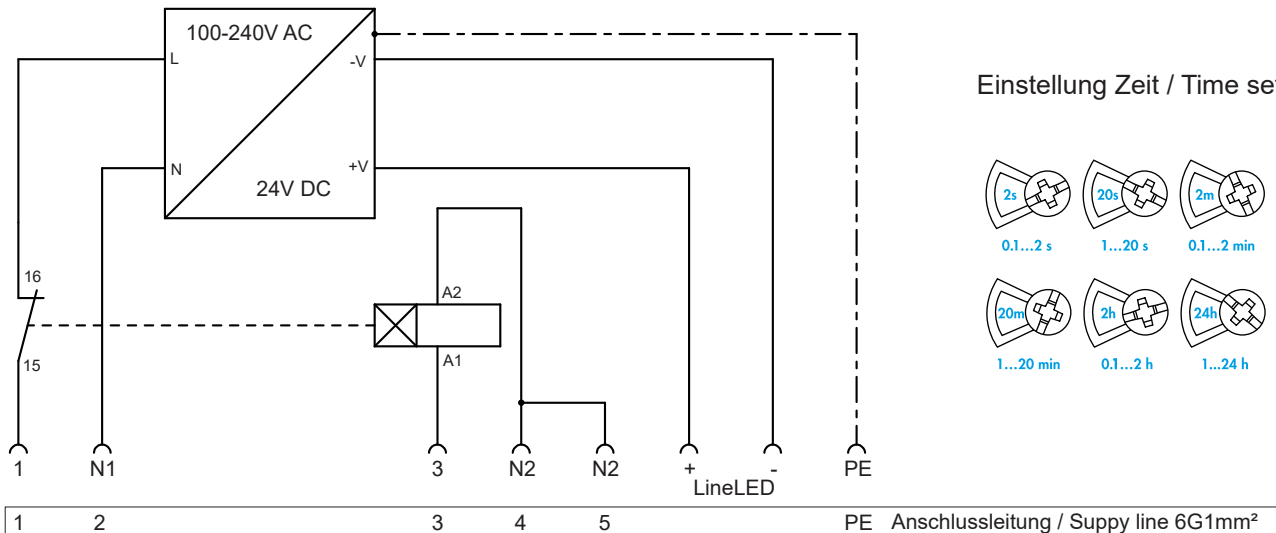 100-240V AC
L
-V
N
+V
24V DC
16
15
A2
A1
1
N1
3
N2
N2
+
-
PE
LineLED
1
2
3
4
5
PE
Anschlussleitung / Suppy line 6G1mm²
Einstellung Zeit / Time se
2s
20s
2m
0.1...2 s
1...20 s
0.1...2 min
20m
2h
24h
1...20 min
0.1...2 h
1...24 h